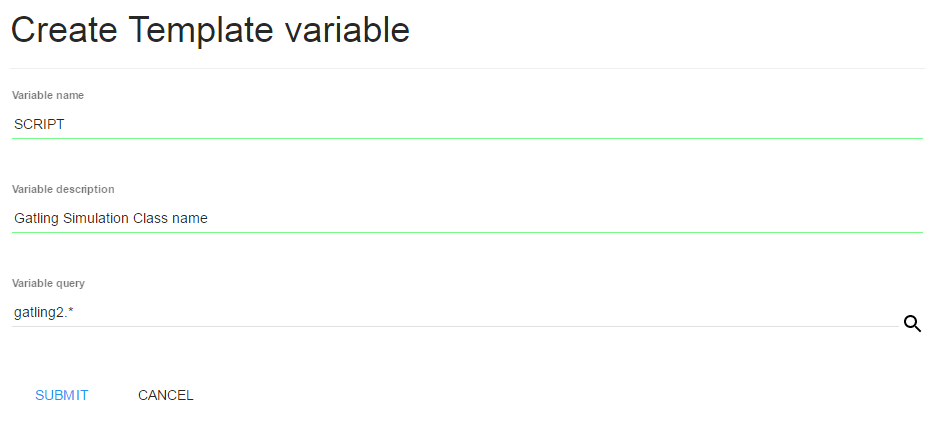 Create Template variable
Variable name
SCRIPT
Variable description
Gatling Simulation Class name
Variable query
gatling2.*
SUBMIT CANCEL